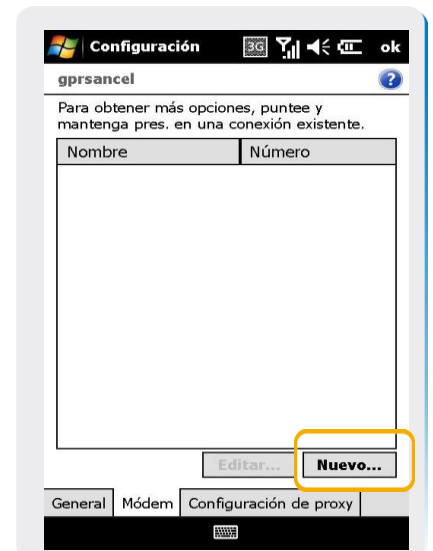 Configuración 3G ok
gprsancel ?
Para obtener más opciones, puntee y
mantenga pres. en una conexión existente.
Nombre Número
Editar... Nuevo...
General Módem Configuración de proxy